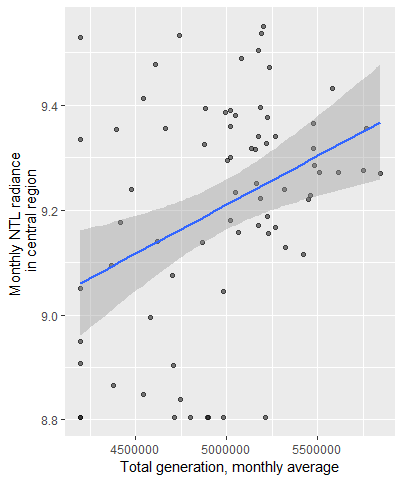 Monthly NTL radiance
in central region
9.4
9.2
9.0
8.8
4500000 5000000 5500000
Total generation, monthly average